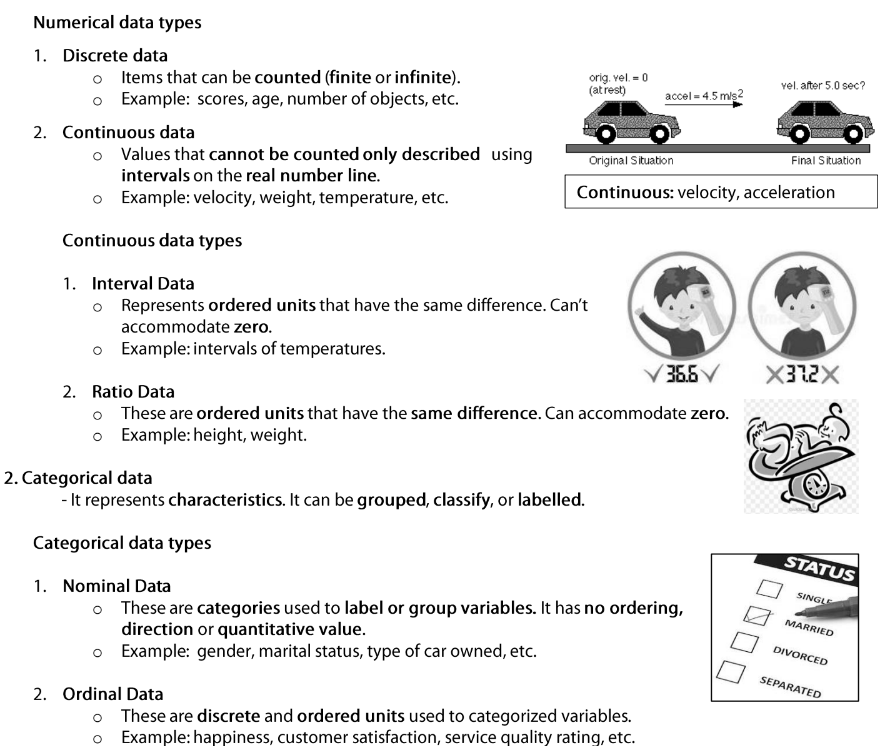 Numerical data types
1. Discrete data
o Items that can be counted (finite or infinite).
o Example: scores, age, number of objects, etc.
orig. vel. = 0
(at rest)
accel = 4.5 m/s2
vel. after 5.0 sec?
Original Situation
Final Situation
Continuous: velocity, acceleration
2. Continuous data
o Values that cannot be counted only described using
intervals on the real number line.
o Example: velocity, weight, temperature, etc.
Continuous data types
1. Interval Data
o Represents ordered units that have the same difference. Can't
accommodate zero.
o Example: intervals of temperatures.
36.6
37.2
2. Ratio Data
o These are ordered units that have the same difference. Can accommodate zero.
o Example: height, weight.
2. Categorical data
- It represents characteristics. It can be grouped, classify, or labelled.
Categorical data types
1. Nominal Data
o These are categories used to label or group variables. It has no ordering,
direction or quantitative value.
o Example: gender, marital status, type of car owned, etc.
STATUS
SINGLE
MARRIED
DIVORCED
SEPARATED
2. Ordinal Data
o These are discrete and ordered units used to categorized variables.
o Example: happiness, customer satisfaction, service quality rating, etc.